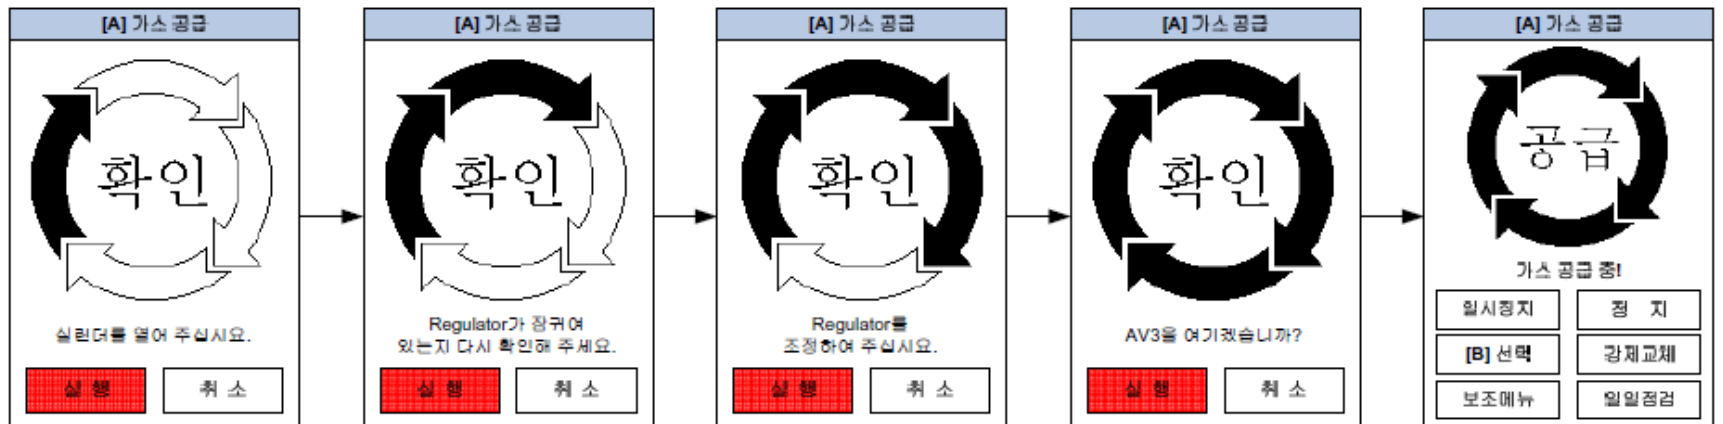 [A] 가스 공급
확인
실린더를 열어 주십시요.
실 행
취 소
[A] 가스 공급
확인
Regulator가 잠귀여
있는지 다시 확인해 주세요.
실 행
취 소
[A] 가스 공급
확인
Regulator를
조정하여 주십시요.
실 행
취 소
[A] 가스 공급
확인
AV3을 여기겠습니까?
실 행
취 소
[A] 가스 공급
공급
가스 공급 중!
일시정지
정 지
[B] 선택
강제교체
보조메뉴
일일점검